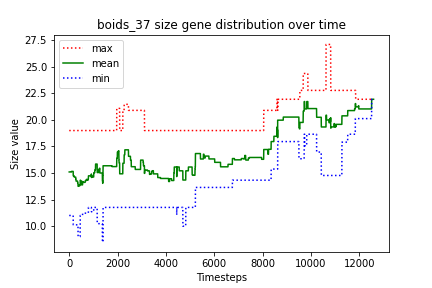 boids_37 size gene distribution over time
max
mean
min
27.5
25.0
22.5
20.0
17.5
15.0
12.5
10.0
Size value
0 2000 4000 6000 8000 10000 12000
Timesteps